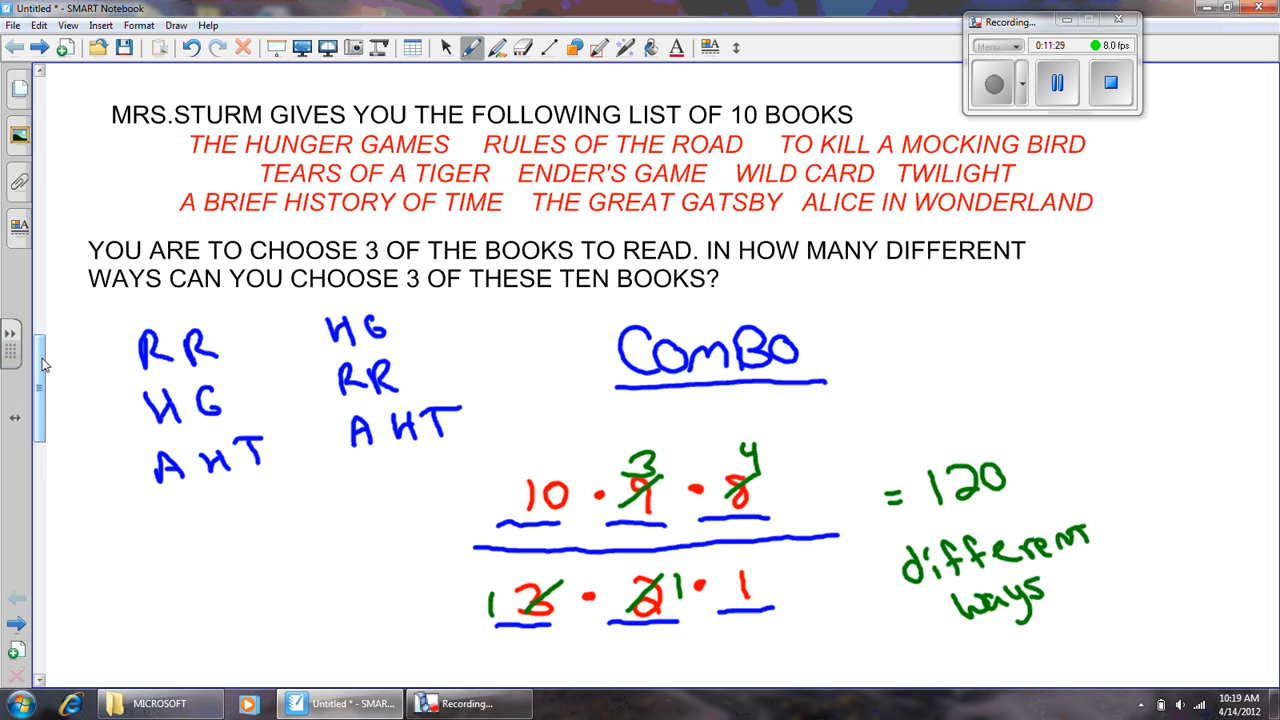 Untitled * - SMART Notebook
File Edit View Insert Format Draw Help
Recording...
Menu 0:11:29 8.0 fps
MRS.STURM GIVES YOU THE FOLLOWING LIST OF 10 BOOKS
THE HUNGER GAMES RULES OF THE ROAD TO KILL A MOCKING BIRD
TEARS OF A TIGER ENDER'S GAME WILD CARD TWILIGHT
A BRIEF HISTORY OF TIME THE GREAT GATSBY ALICE IN WONDERLAND
YOU ARE TO CHOOSE 3 OF THE BOOKS TO READ. IN HOW MANY DIFFERENT
WAYS CAN YOU CHOOSE 3 OF THESE TEN BOOKS?
RR HG
HG RR
AHT AHT
ComBO
3 4
10 • 9 • 8 = 120
1 3 • 2 1 • 1
different
ways
MICROSOFT Untitled * - SMAR... Recording...
10:19 AM
4/14/2012